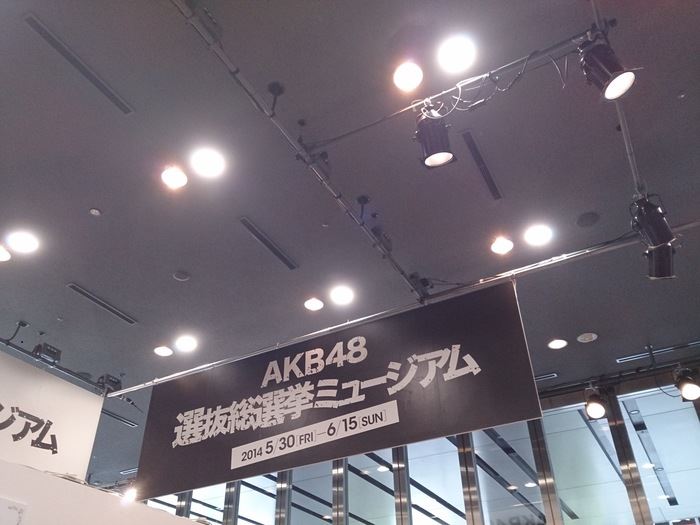 AKB48
選抜総選挙ミュージアム
2014 5/30[FRI]—6/15[SUN]
ジアム